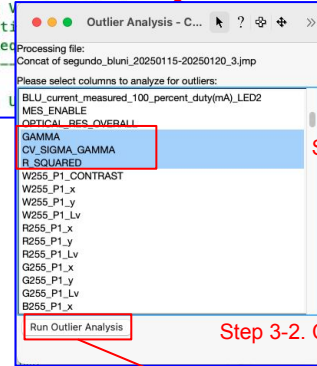 Outlier Analysis - C...
Processing file:
Concat of segundo_bluni_20250115-20250120_3.jmp
Please select columns to analyze for outliers:
BLU_current_measured_100_percent_duty(mA)_LED2
MES_ENABLE
OPTICAL_RES_OVERALL
GAMMA
CV_SIGMA_GAMMA
R_SQUARED
W255_P1_CONTRAST
W255_P1_x
W255_P1_y
W255_P1_Lv
R255_P1_x
R255_P1_y
R255_P1_Lv
G255_P1_x
G255_P1_y
G255_P1_Lv
B255_P1_x
Run Outlier Analysis
Step 3-2.